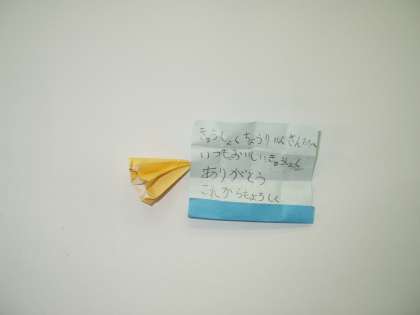 きゅうしょくちょうりいんさんたちへ
いつもおいしいきゅうしょく
ありがとう
これからもよろしく